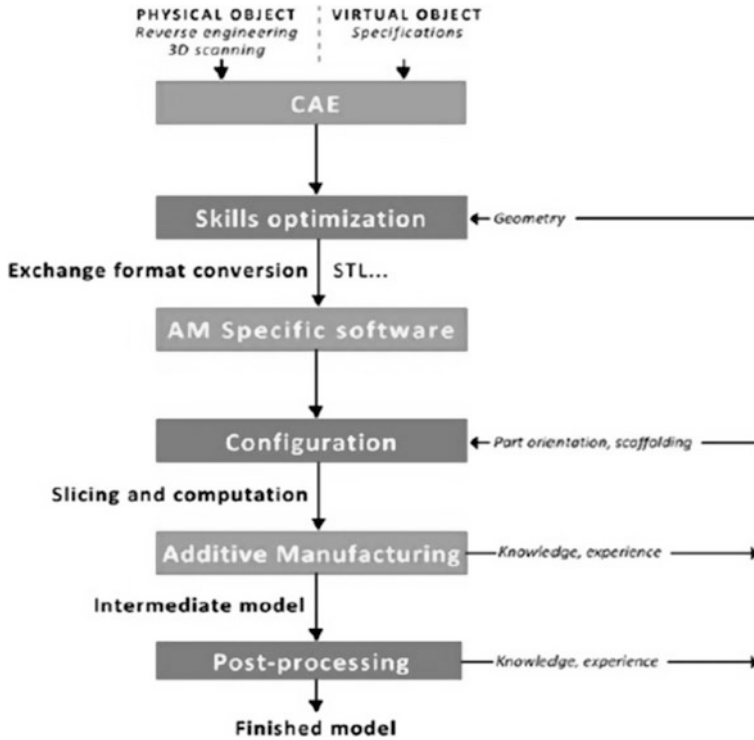 PHYSICAL OBJECT
Reverse engineering
3D scanning
VIRTUAL OBJECT
Specifications
CAE
Skills optimization
Geometry
Exchange format conversion
STL...
AM Specific software
Configuration
Part orientation, scaffolding
Slicing and computation
Additive Manufacturing
Knowledge, experience
Intermediate model
Post-processing
Knowledge, experience
Finished model